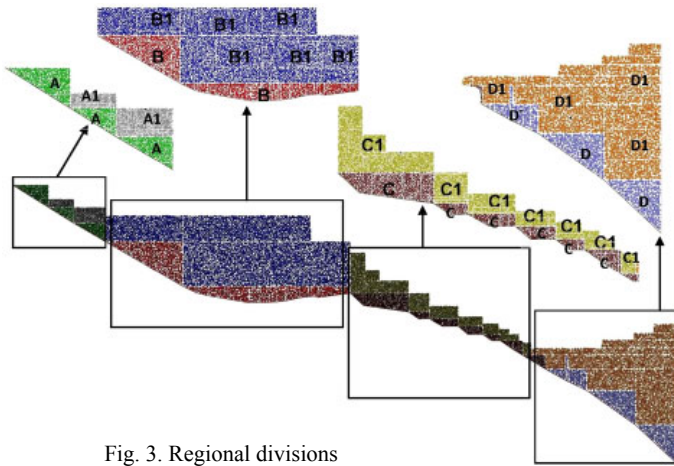 B1 B1 B1
B B1 B1 B1
B
A A1
A A1
A
D1
D D1
D D1
D
C1
C C1 C1
C C1 C1
C C C1 C1
C
Fig. 3. Regional divisions